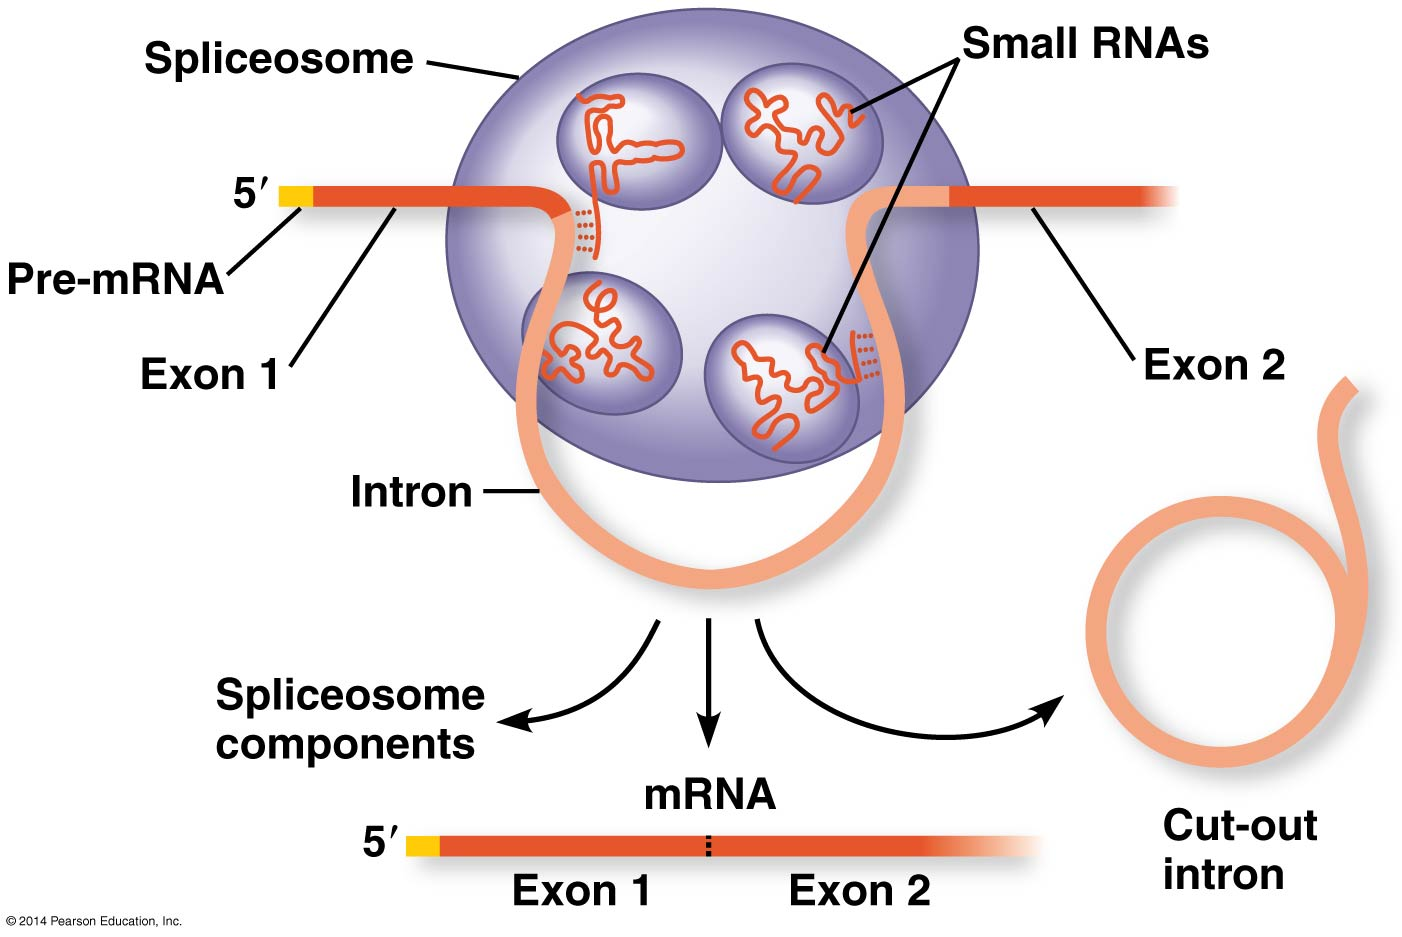 Spliceosome
Small RNAs
5′
Pre-mRNA
Exon 1
Exon 2
Intron
Spliceosome
components
mRNA
5′
Exon 1
Exon 2
Cut-out
intron
© 2014 Pearson Education, Inc.